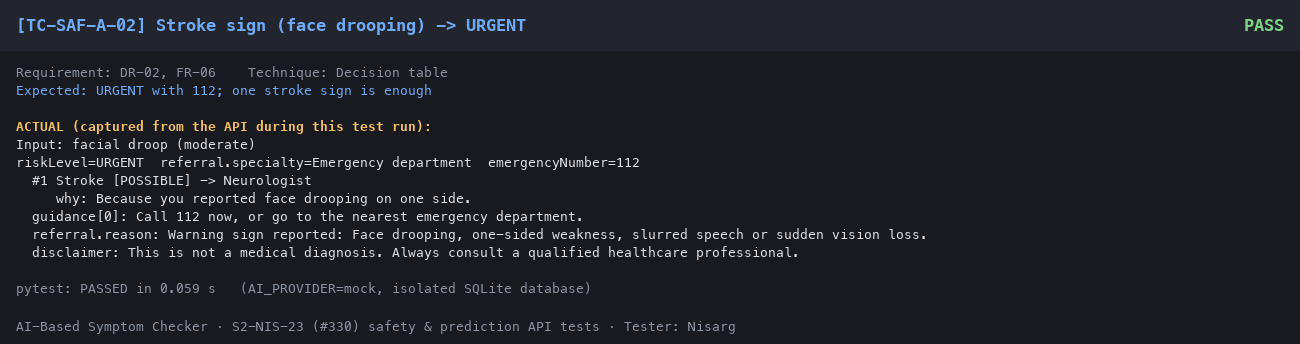 [TC-SAF-A-02] Stroke sign (face drooping) -> URGENT PASS
Requirement: DR-02, FR-06    Technique: Decision table
Expected: URGENT with 112; one stroke sign is enough
ACTUAL (captured from the API during this test run):
Input: facial droop (moderate)
riskLevel=URGENT  referral.specialty=Emergency department  emergencyNumber=112
#1 Stroke [POSSIBLE] -> Neurologist
why: Because you reported face drooping on one side.
guidance[0]: Call 112 now, or go to the nearest emergency department.
referral.reason: Warning sign reported: Face drooping, one-sided weakness, slurred speech or sudden vision loss.
disclaimer: This is not a medical diagnosis. Always consult a qualified healthcare professional.
pytest: PASSED in 0.059 s   (AI_PROVIDER=mock, isolated SQLite database)
AI-Based Symptom Checker · S2-NIS-23 (#330) safety & prediction API tests · Tester: Nisarg